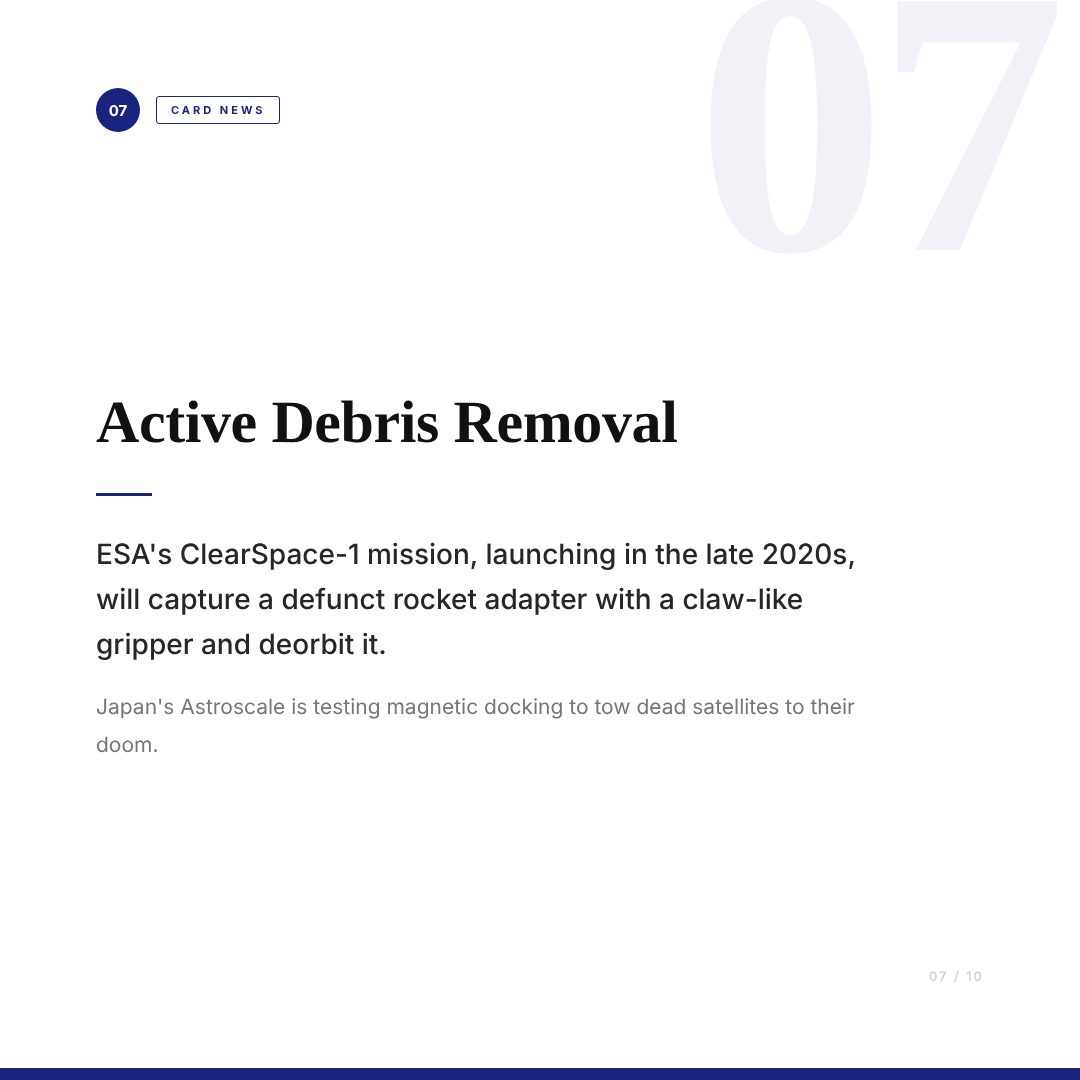 07
07
CARD NEWS
Active Debris Removal
ESA's ClearSpace-1 mission, launching in the late 2020s,
will capture a defunct rocket adapter with a claw-like
gripper and deorbit it.
Japan's Astroscale is testing magnetic docking to tow dead satellites to their
doom.
07 / 10